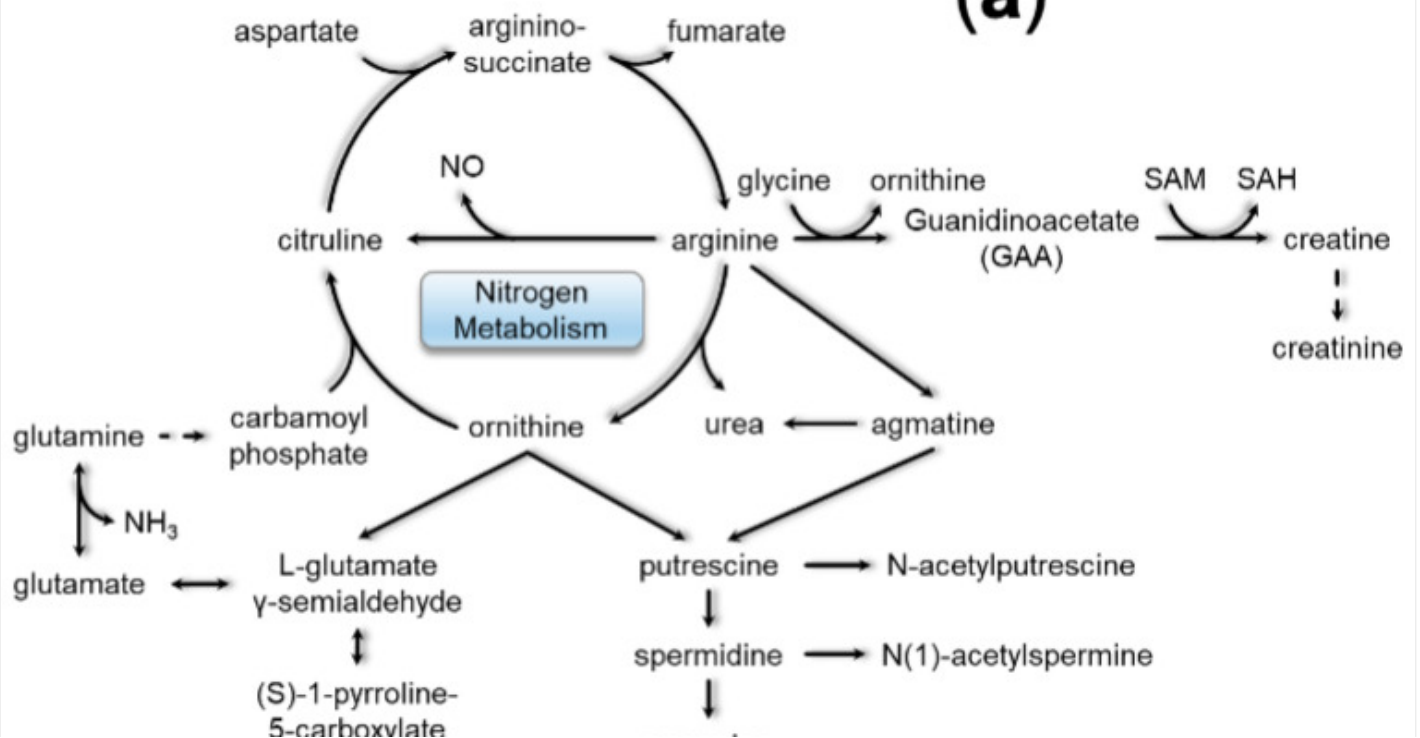 (a)
aspartate
arginino-
succinate
fumarate
NO
glycine
ornithine
SAM
SAH
citruline
arginine
Guanidinoacetate
(GAA)
creatine
Nitrogen
Metabolism
creatinine
glutamine
carbamoyl
phosphate
ornithine
urea
agmatine
NH₃
glutamate
L-glutamate
γ-semialdehyde
putrescine
N-acetylputrescine
spermidine
N(1)-acetylspermine
(S)-1-pyrroline-
5-carboxylate